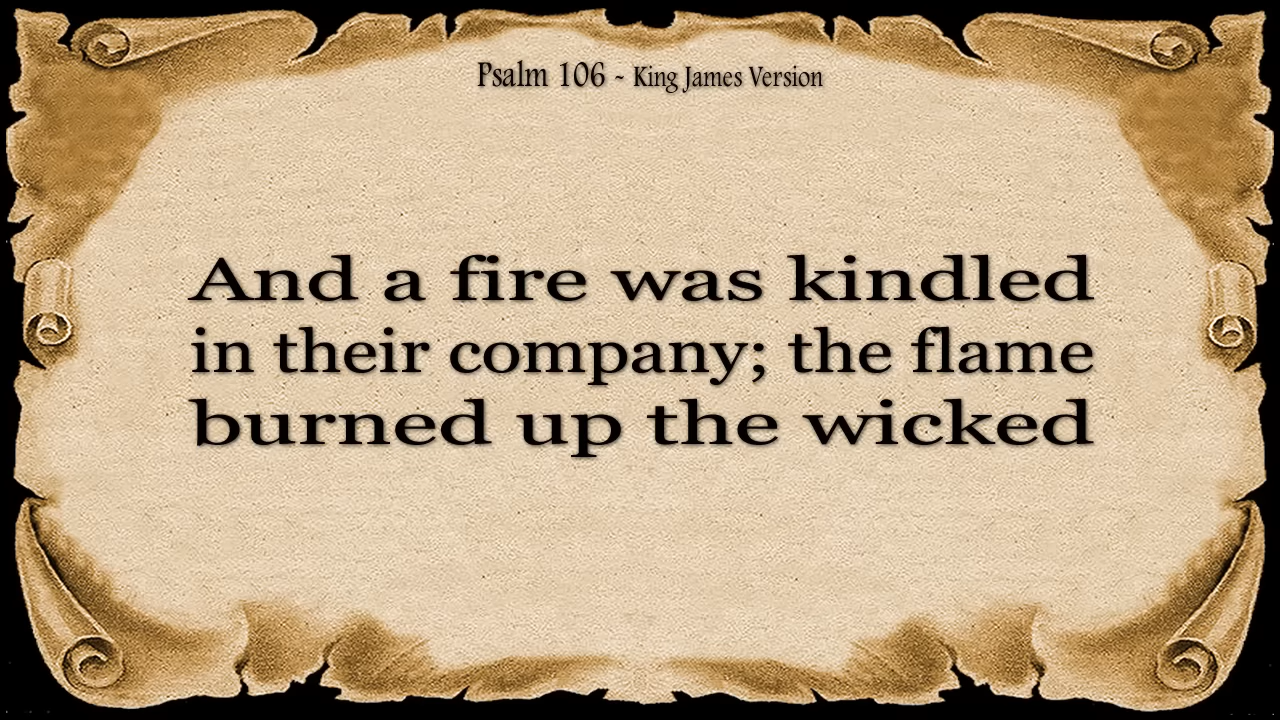 Psalm 106 - King James Version
And a fire was kindled
in their company; the flame
burned up the wicked